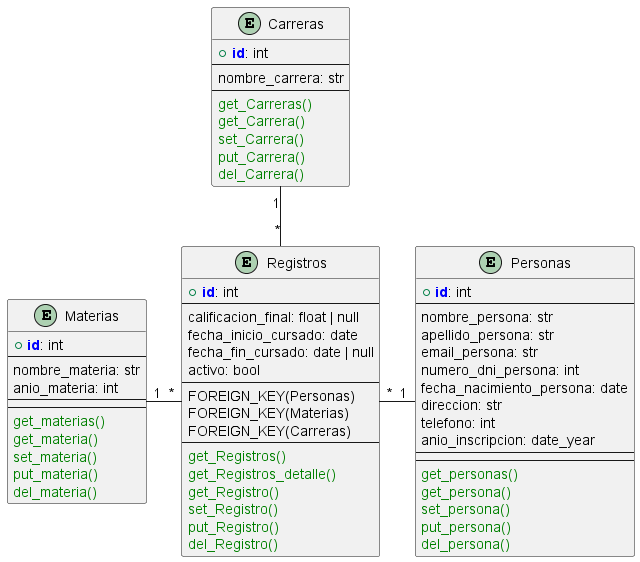 E Carreras
id: int
nombre_carrera: str
get_Carreras()
get_Carrera()
set_Carrera()
put_Carrera()
del_Carrera()
1
*
E Materias
id: int
nombre_materia: str
anio_materia: int
get_materias()
get_materia()
set_materia()
put_materia()
del_materia()
1 *
E Registros
id: int
calificacion_final: float | null
fecha_inicio_cursado: date
fecha_fin_cursado: date | null
activo: bool
FOREIGN_KEY(Personas)
FOREIGN_KEY(Materias)
FOREIGN_KEY(Carreras)
get_Registros()
get_Registros_detalle()
get_Registro()
set_Registro()
put_Registro()
del_Registro()
* 1
E Personas
id: int
nombre_persona: str
apellido_persona: str
email_persona: str
numero_dni_persona: int
fecha_nacimiento_persona: date
direccion: str
telefono: int
anio_inscripcion: date_year
get_personas()
get_persona()
set_persona()
put_persona()
del_persona()